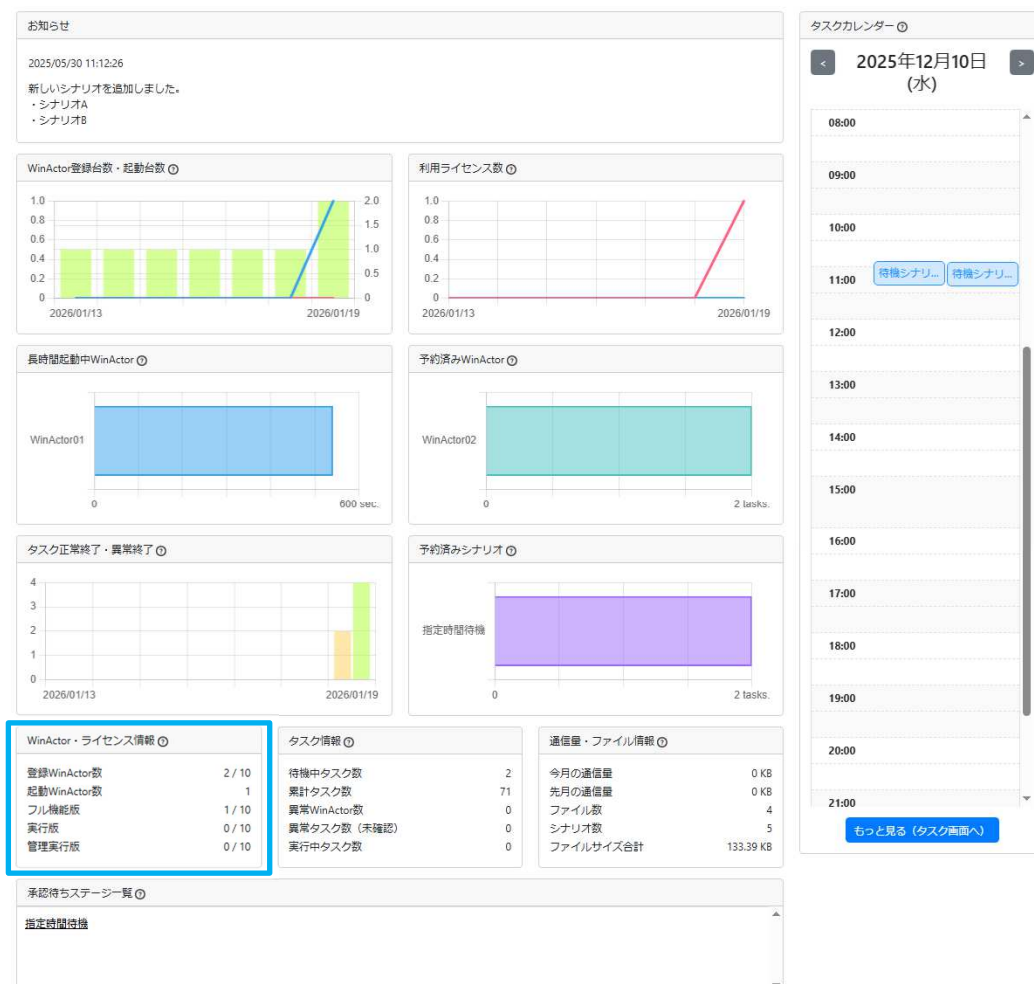 お知らせ
2025/05/30 11:12:26
新しいシナリオを追加しました。
・シナリオA
・シナリオB
WinActor登録台数・起動台数
1.0
0.8
0.6
0.4
0.2
0
2.0
1.5
1.0
0.5
0
2026/01/13 2026/01/19
利用ライセンス数
1.0
0.8
0.6
0.4
0.2
0
2026/01/13 2026/01/19
長時間起動中WinActor
WinActor01
0 600 sec.
予約済みWinActor
WinActor02
0 2 tasks.
タスク正常終了・異常終了
4
3
2
1
0
2026/01/13 2026/01/19
予約済みシナリオ
指定時間待機
0 2 tasks.
WinActor・ライセンス情報
登録WinActor数 2 / 10
起動WinActor数 1
フル機能版 1 / 10
実行版 0 / 10
管理実行版 0 / 10
タスク情報
待機中タスク数 2
累計タスク数 71
異常WinActor数 0
異常タスク数（未確認） 0
実行中タスク数 0
通信量・ファイル情報
今月の通信量 0 KB
先月の通信量 0 KB
ファイル数 4
シナリオ数 5
ファイルサイズ合計 133.39 KB
承認待ちステージ一覧
指定時間待機
タスクカレンダー
< 2025年12月10日 >
(水)
08:00
09:00
10:00
11:00 待機シナリ... 待機シナリ...
12:00
13:00
14:00
15:00
16:00
17:00
18:00
19:00
20:00
21:00
もっと見る（タスク画面へ）